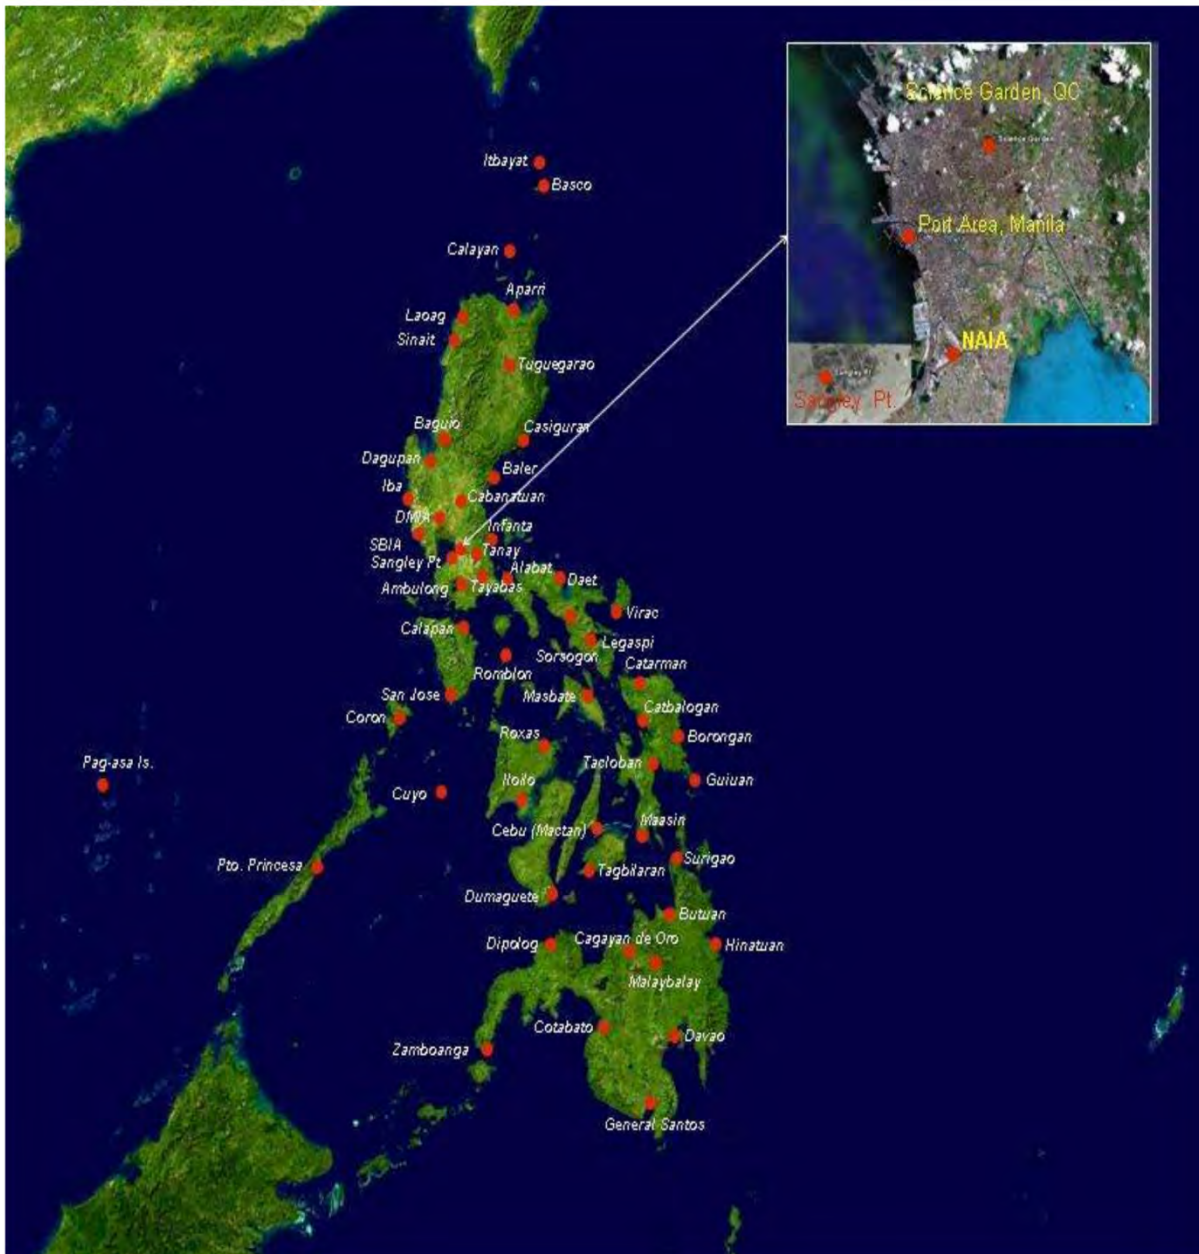 Science Garden, QC
Science Garden
Itbayat
Basco
Port Area, Manila
Calayan
Aparri
Laoag
Sinait
NAIA
Tuguegarao
Sangley Pt.
Baguio
Casiguran
Dagupan
Baler
Iba
Cabanatuan
DMIA
Infanta
SBIA
Tanay
Sangley Pt
Alabat
Daet
Ambulong
Tayabas
Virac
Calapan
Legaspi
Sorsogon
Romblon
Catarman
San Jose
Masbate
Coron
Catbalogan
Roxas
Borongan
Pag-asa Is.
Tacloban
Iloilo
Guiuan
Cuyo
Cebu (Mactan)
Maasin
Pto. Princesa
Tagbilaran
Surigao
Dumaguete
Butuan
Dipolog
Cagayan de Oro
Hinatuan
Malaybalay
Cotabato
Davao
Zamboanga
General Santos